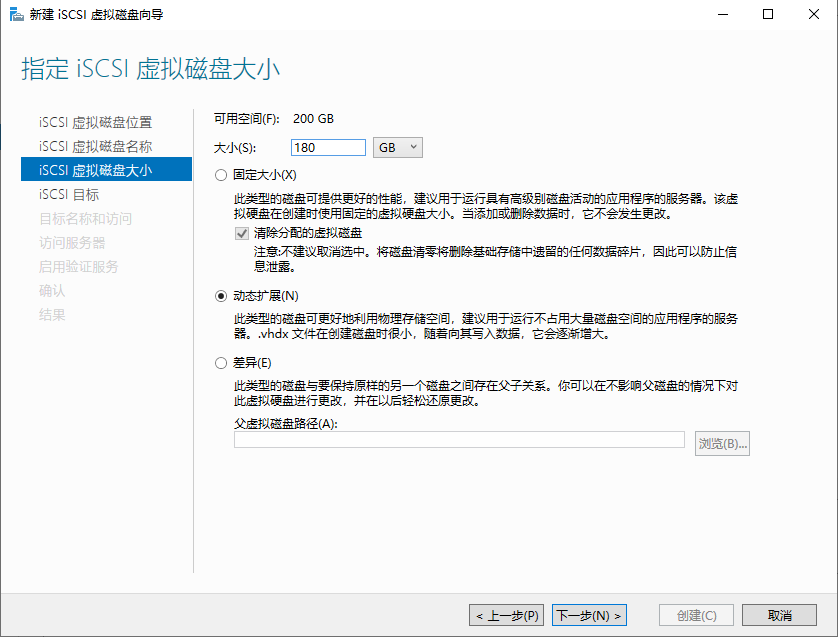 新建 iSCSI 虚拟磁盘向导
指定 iSCSI 虚拟磁盘大小
iSCSI 虚拟磁盘位置
iSCSI 虚拟磁盘名称
iSCSI 虚拟磁盘大小
iSCSI 目标
目标名称和访问
访问服务器
启用验证服务
确认
结果
可用空间(F): 200 GB
大小(S): 180 GB
固定大小(X)
此类型的磁盘可提供更好的性能，建议用于运行具有高级别磁盘活动的应用程序的服务器。该虚
拟硬盘在创建时使用固定的虚拟硬盘大小。当添加或删除数据时，它不会发生更改。
清除分配的虚拟磁盘
注意:不建议取消选中。将磁盘清零将删除基础存储中遗留的任何数据碎片，因此可以防止信
息泄露。
动态扩展(N)
此类型的磁盘可更好地利用物理存储空间，建议用于运行不占用大量磁盘空间的应用程序的服务
器。.vhdx 文件在创建磁盘时很小，随着向其写入数据，它会逐渐增大。
差异(E)
此类型的磁盘与要保持原样的另一个磁盘之间存在父子关系。你可以在不影响父磁盘的情况下对
此虚拟硬盘进行更改，并在以后轻松还原更改。
父虚拟磁盘路径(A):
浏览(B)...
< 上一步(P) 下一步(N) > 创建(C) 取消